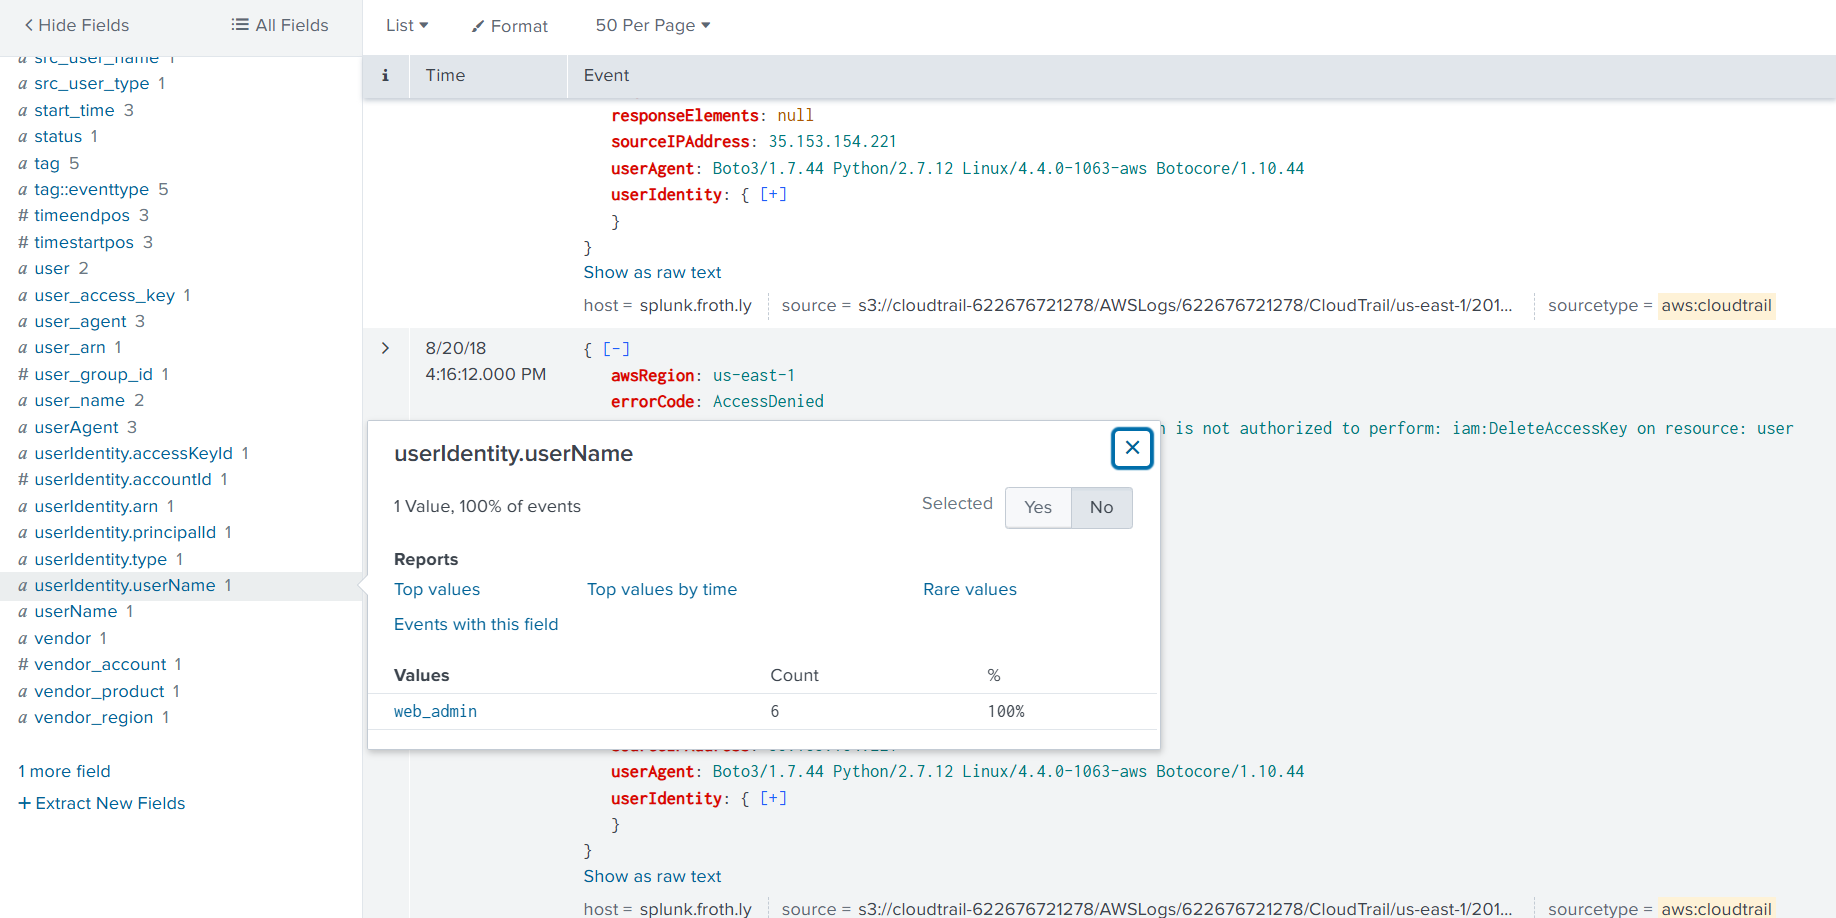 Hide Fields
All Fields
List
Format
50 Per Page
a src_user_name 1
a src_user_type 1
a start_time 3
a status 1
a tag 5
a tag::eventtype 5
# timeendpos 3
# timestartpos 3
a user 2
a user_access_key 1
a user_agent 3
a user_arn 1
# user_group_id 1
a user_name 2
a userAgent 3
a userIdentity.accessKeyId 1
# userIdentity.accountId 1
a userIdentity.arn 1
a userIdentity.principalId 1
a userIdentity.type 1
a userIdentity.userName 1
a userName 1
a vendor 1
# vendor_account 1
a vendor_product 1
a vendor_region 1
1 more field
+ Extract New Fields
i Time Event
responseElements: null
sourceIPAddress: 35.153.154.221
userAgent: Boto3/1.7.44 Python/2.7.12 Linux/4.4.0-1063-aws Botocore/1.10.44
userIdentity: { [+]
}
}
Show as raw text
host = splunk.froth.ly source = s3://cloudtrail-622676721278/AWSLogs/622676721278/CloudTrail/us-east-1/201... sourcetype = aws:cloudtrail
> 8/20/18 { [-]
4:16:12.000 PM
awsRegion: us-east-1
errorCode: AccessDenied
is not authorized to perform: iam:DeleteAccessKey on resource: user
userIdentity.userName
1 Value, 100% of events
Selected Yes No
Reports
Top values Top values by time Rare values
Events with this field
Values Count %
web_admin 6 100%
userAgent: Boto3/1.7.44 Python/2.7.12 Linux/4.4.0-1063-aws Botocore/1.10.44
userIdentity: { [+]
}
}
Show as raw text
host = splunk.froth.ly source = s3://cloudtrail-622676721278/AWSLogs/622676721278/CloudTrail/us-east-1/201... sourcetype = aws:cloudtrail